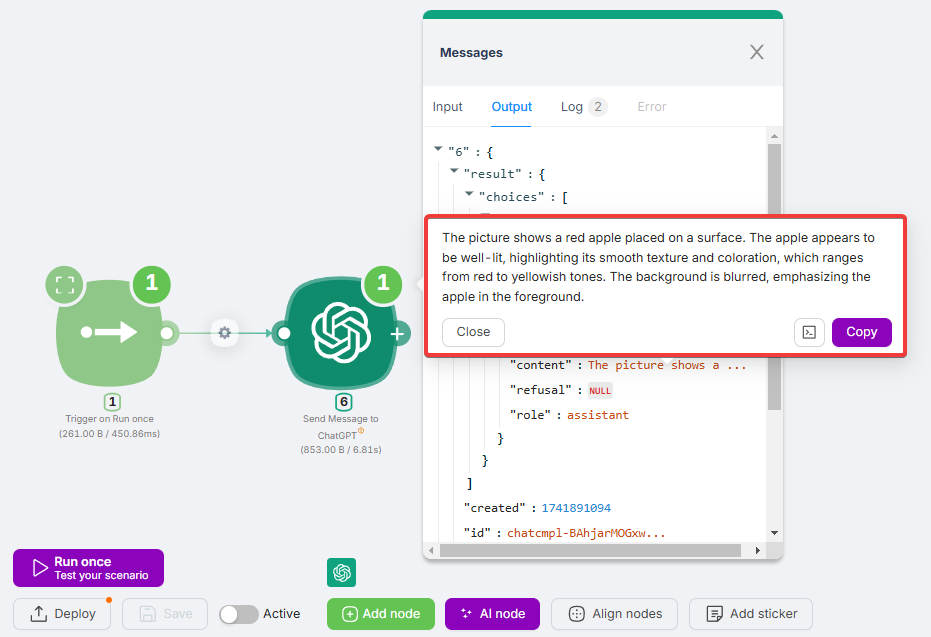 Messages
Input Output Log 2 Error
"6" : {
"result" : {
"choices" : [
The picture shows a red apple placed on a surface. The apple appears to
be well-lit, highlighting its smooth texture and coloration, which ranges
from red to yellowish tones. The background is blurred, emphasizing the
apple in the foreground.
Close Copy
"content" : The picture shows a ...
"refusal" : NULL
"role" : assistant
}
}
]
"created" : 1741891094
"id" : chatcmpl-BAhjarMOGxw...
1
1
Trigger on Run once
(261.00 B / 450.86ms)
1
6
Send Message to
ChatGPT
(853.00 B / 6.81s)
Run once
Test your scenario
Deploy Save Active Add node AI node Align nodes Add sticker